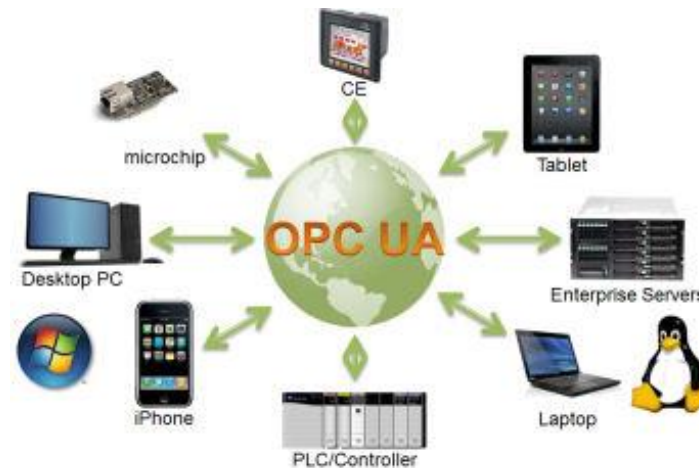 CE
microchip
Tablet
OPC UA
Desktop PC
Enterprise Servers
iPhone
Laptop
PLC/Controller